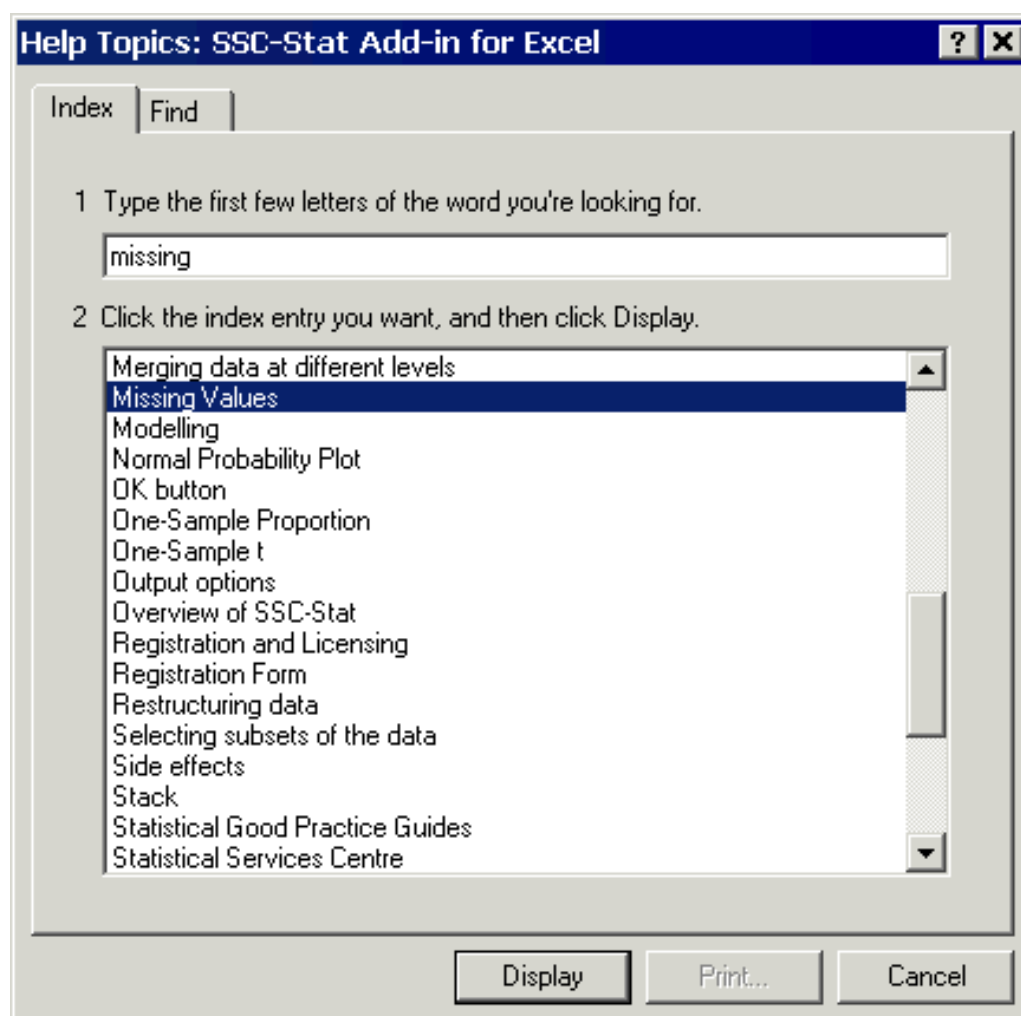 Help Topics: SSC-Stat Add-in for Excel ?
Index Find
1 Type the first few letters of the word you're looking for.
missing
2 Click the index entry you want, and then click Display.
Merging data at different levels
Missing Values
Modelling
Normal Probability Plot
OK button
One-Sample Proportion
One-Sample t
Output options
Overview of SSC-Stat
Registration and Licensing
Registration Form
Restructuring data
Selecting subsets of the data
Side effects
Stack
Statistical Good Practice Guides
Statistical Services Centre
Display Print... Cancel